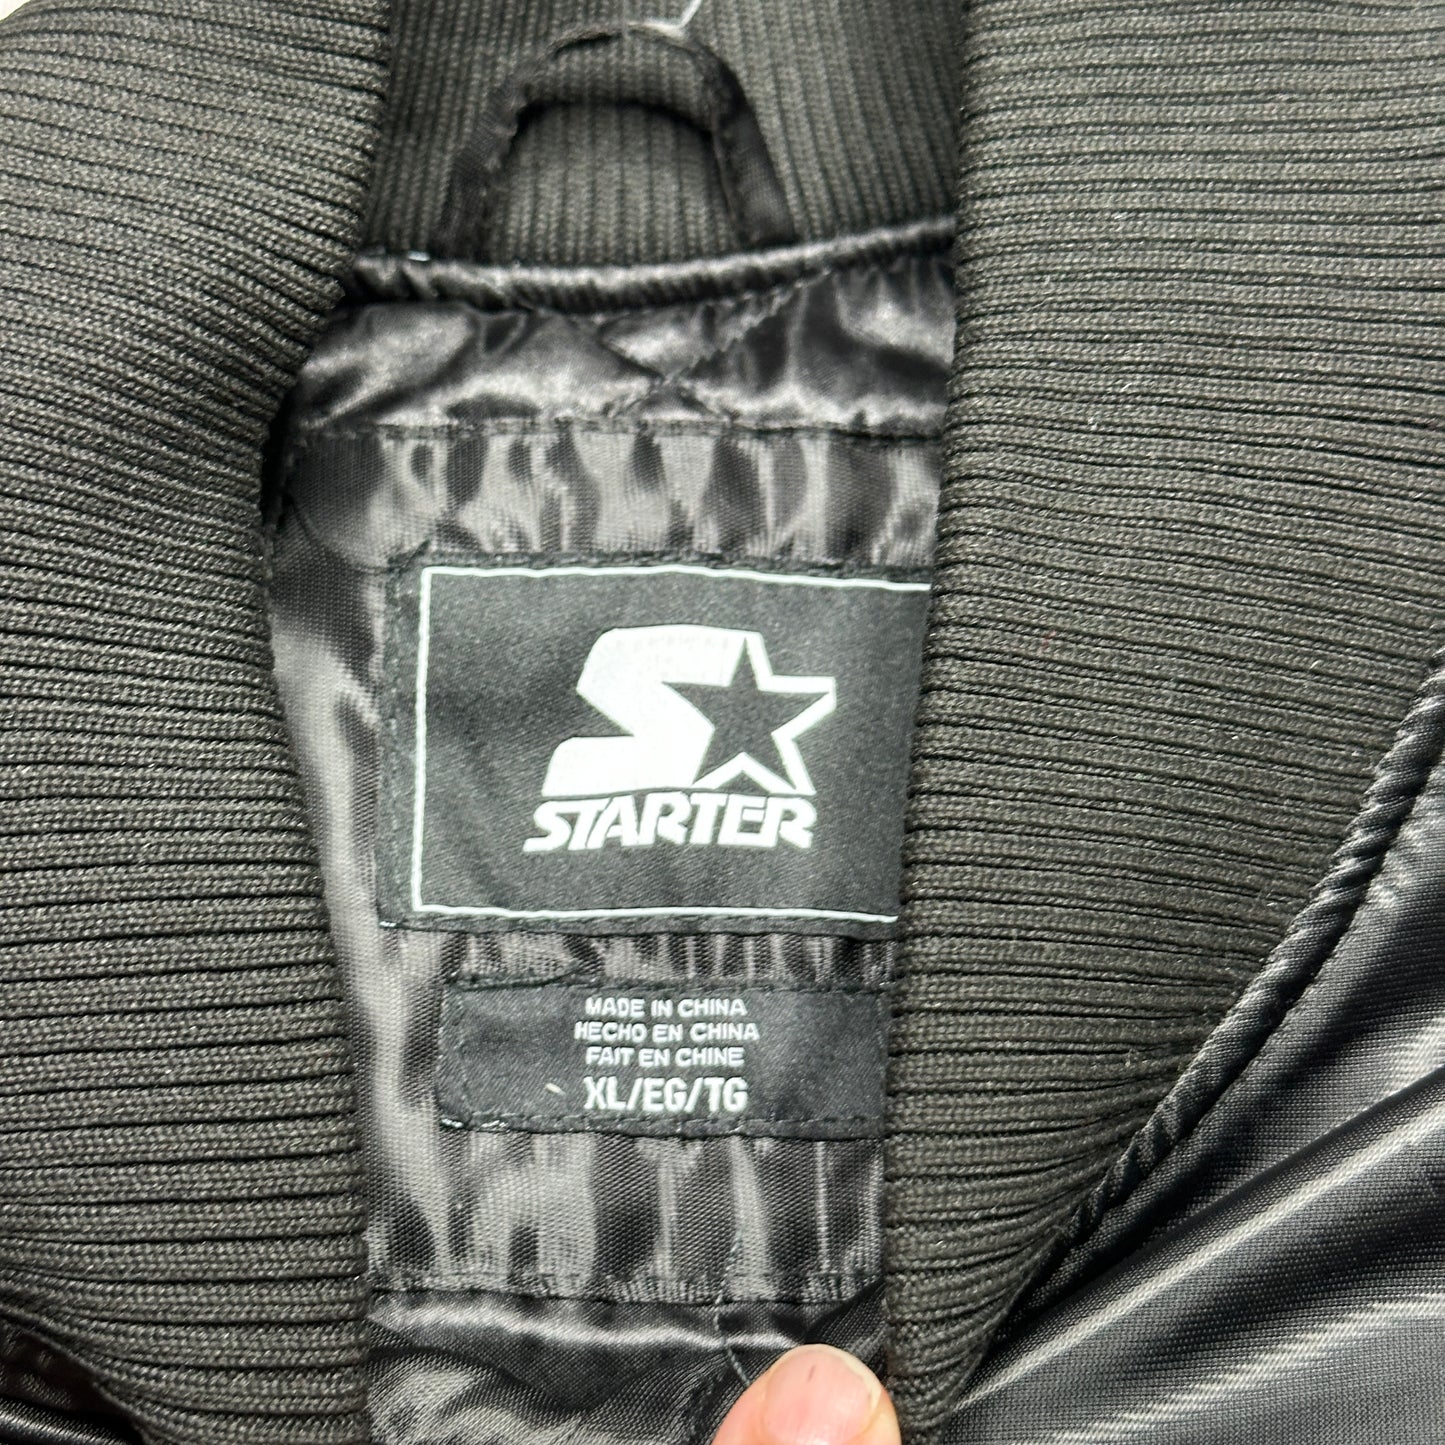 STARTER
MADE IN CHINA
HECHO EN CHINA
FAIT EN CHINE
XL/EG/TG